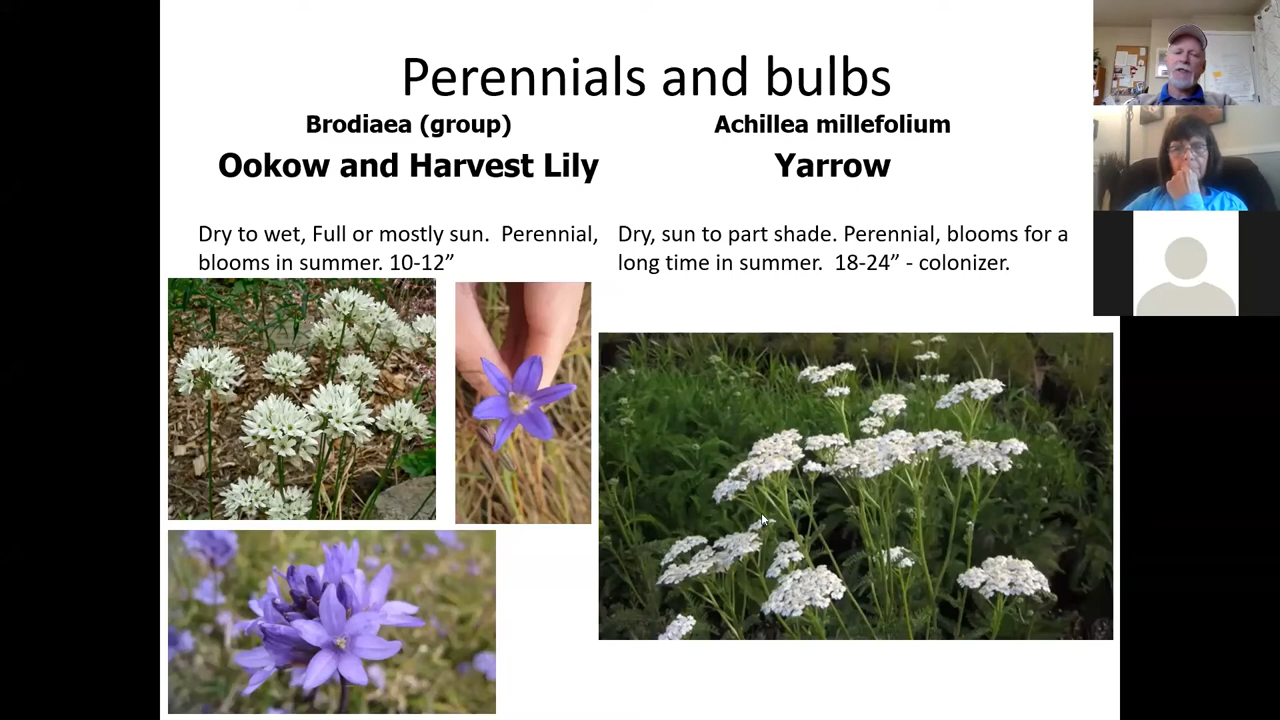 Perennials and bulbs
Brodiaea (group)
Ookow and Harvest Lily
Dry to wet, Full or mostly sun.  Perennial,
blooms in summer. 10-12”
Achillea millefolium
Yarrow
Dry, sun to part shade. Perennial, blooms for a
long time in summer.  18-24” - colonizer.